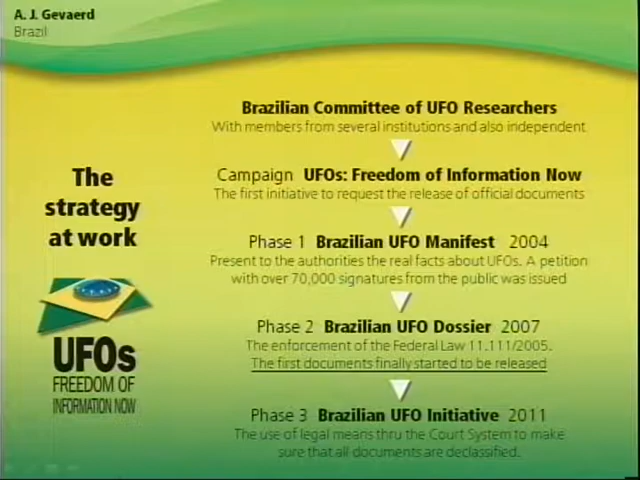 A. J. Gevaerd
Brazil
Brazilian Committee of UFO Researchers
With members from several institutions and also independent
Campaign UFOs: Freedom of Information Now
The first initiative to request the release of official documents
The
strategy
at work
Phase 1 Brazilian UFO Manifest 2004
Present to the authorities the real facts about UFOs. A petition
with over 70,000 signatures from the public was issued
Phase 2 Brazilian UFO Dossier 2007
The enforcement of the Federal Law 11.111/2005.
The first documents finally started to be released
UFOs
FREEDOM OF
INFORMATION NOW
Phase 3 Brazilian UFO Initiative 2011
The use of legal means thru the Court System to make
sure that all documents are declassified.